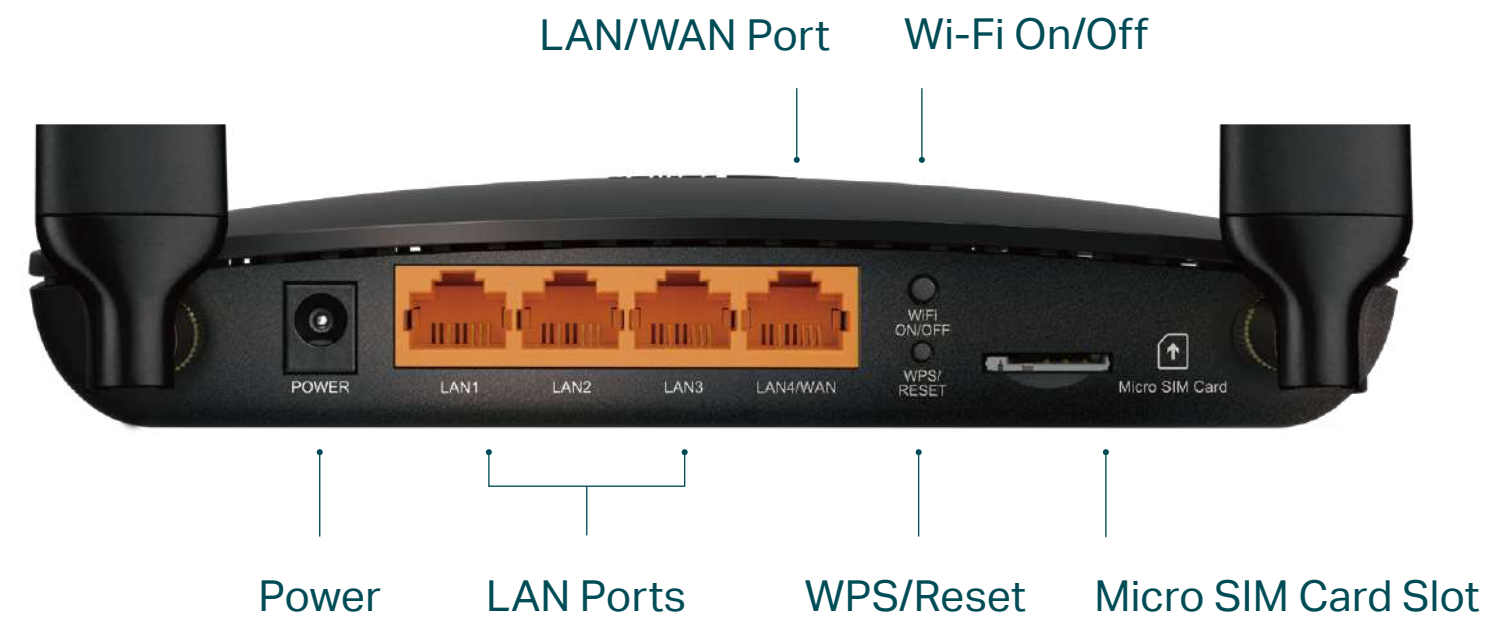 LAN/WAN Port
Wi-Fi On/Off
POWER
LAN1
LAN2
LAN3
LAN4/WAN
WiFi
ON/OFF
WPS/
RESET
Micro SIM Card
Power
LAN Ports
WPS/Reset
Micro SIM Card Slot